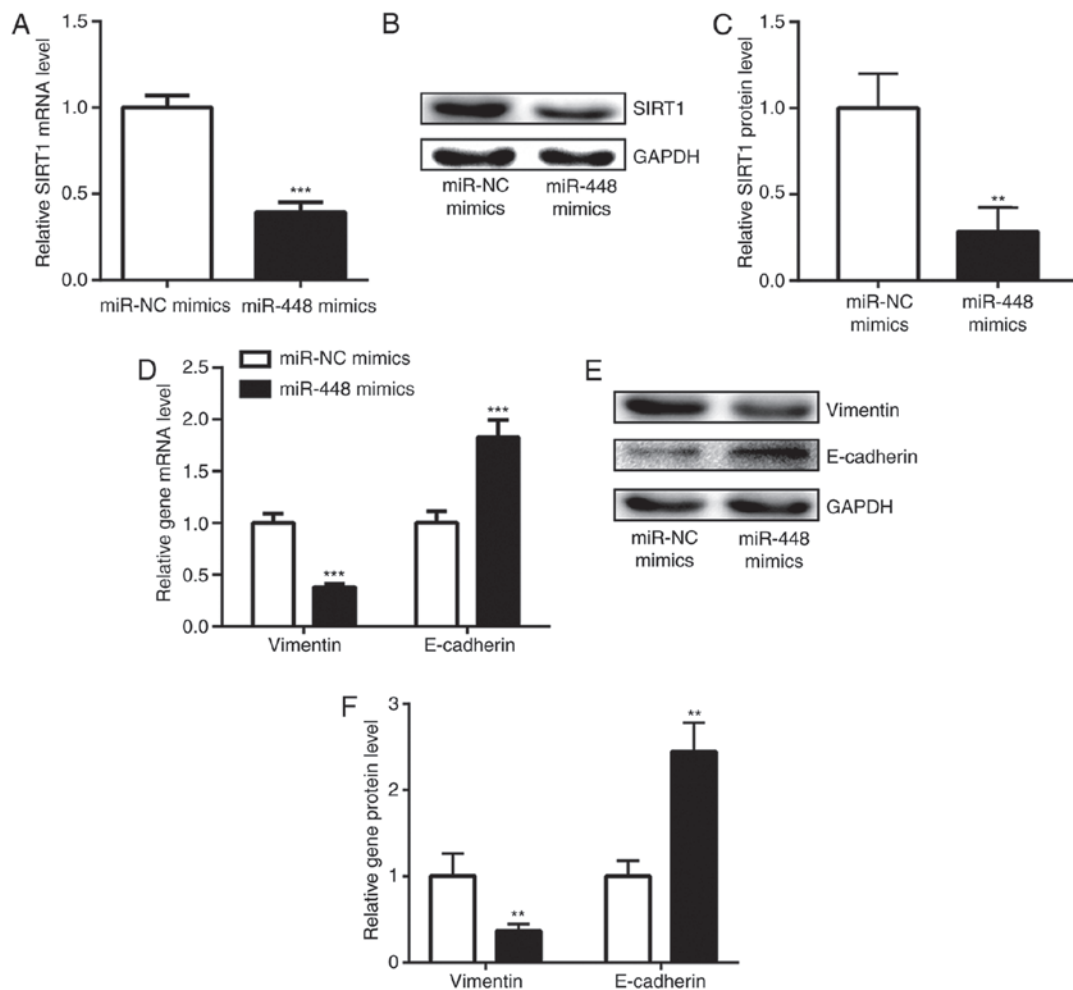 A
Relative SIRT1 mRNA level
1.5
1.0
0.5
0.0
***
miR-NC mimics
miR-448 mimics
B
SIRT1
GAPDH
miR-NC
mimics
miR-448
mimics
C
Relative SIRT1 protein level
1.5
1.0
0.5
0.0
**
miR-NC
mimics
miR-448
mimics
D
miR-NC mimics
miR-448 mimics
Relative gene mRNA level
2.5
2.0
1.5
1.0
0.5
0.0
***
***
Vimentin
E-cadherin
E
Vimentin
E-cadherin
GAPDH
miR-NC
mimics
miR-448
mimics
F
Relative gene protein level
3
2
1
0
**
**
Vimentin
E-cadherin